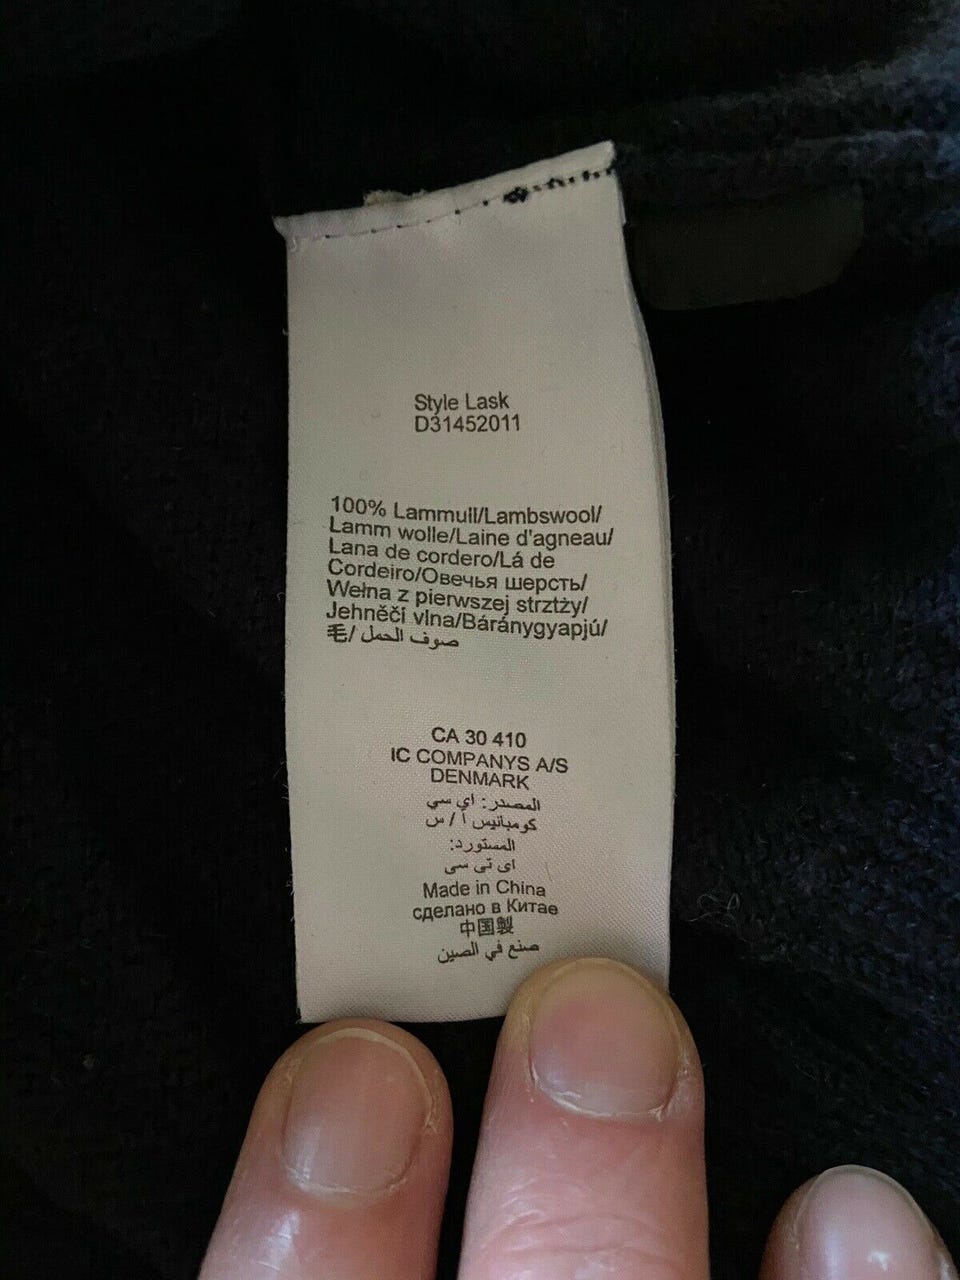 Style Lask
D31452011
100% Lammull/Lambswool/
Lamm wolle/Laine d'agneau/
Lana de cordero/Lá de
Cordeiro/Овечья шерсть/
Wełna z pierwszej strztży/
Jehněčí vlna/Báránygyapjú/
毛/ صوف الحمل
CA 30 410
IC COMPANYS A/S
DENMARK
المصدر: اي سي
كومبانيس أ / س
المستورد:
اى تى سى
Made in China
сделано в Китае
中国製
صنع في الصين